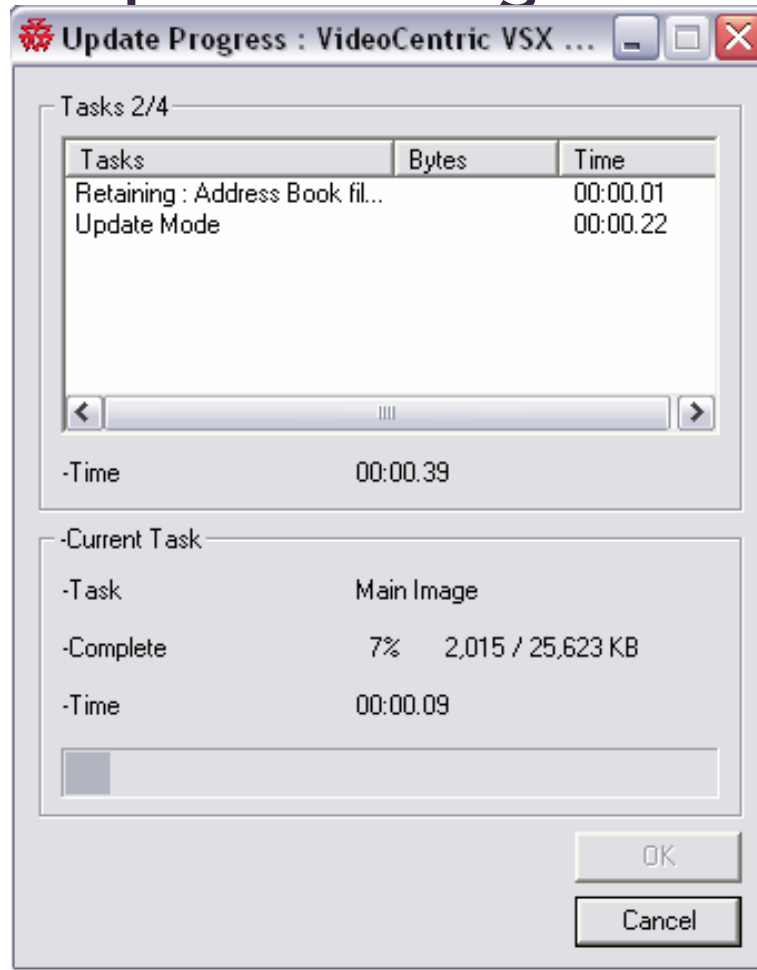 Update Progress : VideoCentric VSX ...
Tasks 2/4
Tasks Bytes Time
Retaining : Address Book fil... 00:00.01
Update Mode 00:00.22
-Time 00:00.39
-Current Task
-Task Main Image
-Complete 7% 2,015 / 25,623 KB
-Time 00:00.09
OK
Cancel